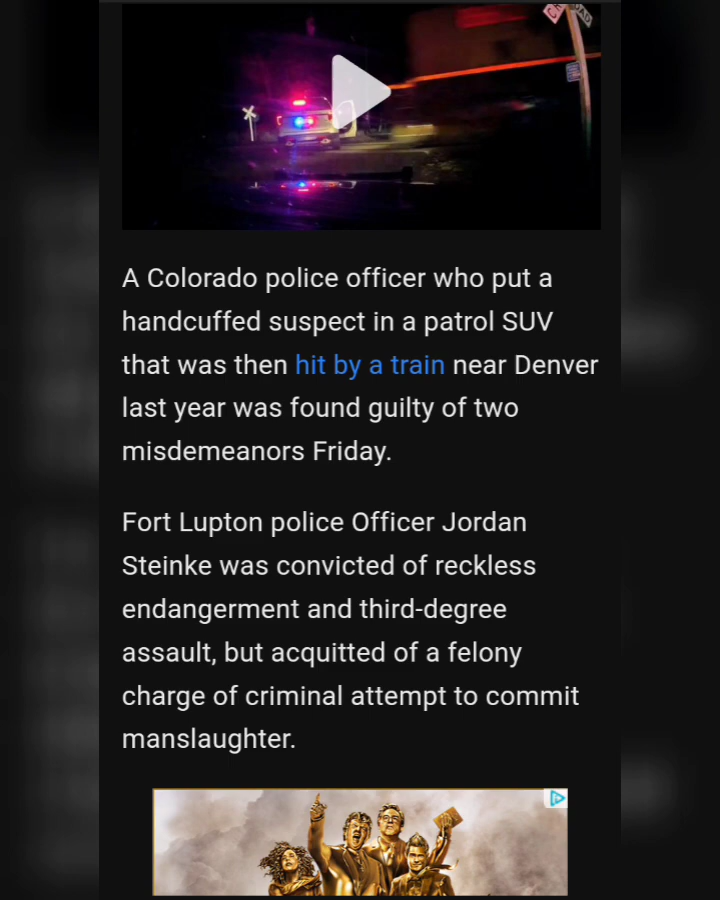 A Colorado police officer who put a
handcuffed suspect in a patrol SUV
that was then hit by a train near Denver
last year was found guilty of two
misdemeanors Friday.
Fort Lupton police Officer Jordan
Steinke was convicted of reckless
endangerment and third-degree
assault, but acquitted of a felony
charge of criminal attempt to commit
manslaughter.